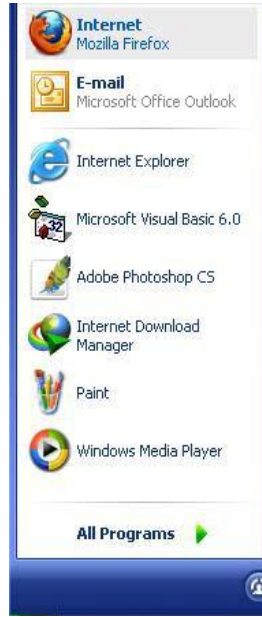 Internet
Mozilla Firefox
E-mail
Microsoft Office Outlook
Internet Explorer
Microsoft Visual Basic 6.0
Adobe Photoshop CS
Internet Download
Manager
Paint
Windows Media Player
All Programs